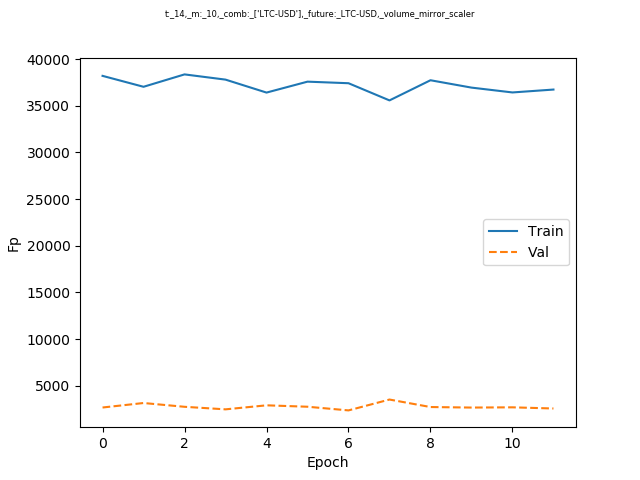 t:_14,_m:_10,_comb:_['LTC-USD'],_future:_LTC-USD,_volume_mirror_scaler
40000
35000
30000
25000
20000
15000
10000
5000
Fp
Train
Val
0 2 4 6 8 10
Epoch